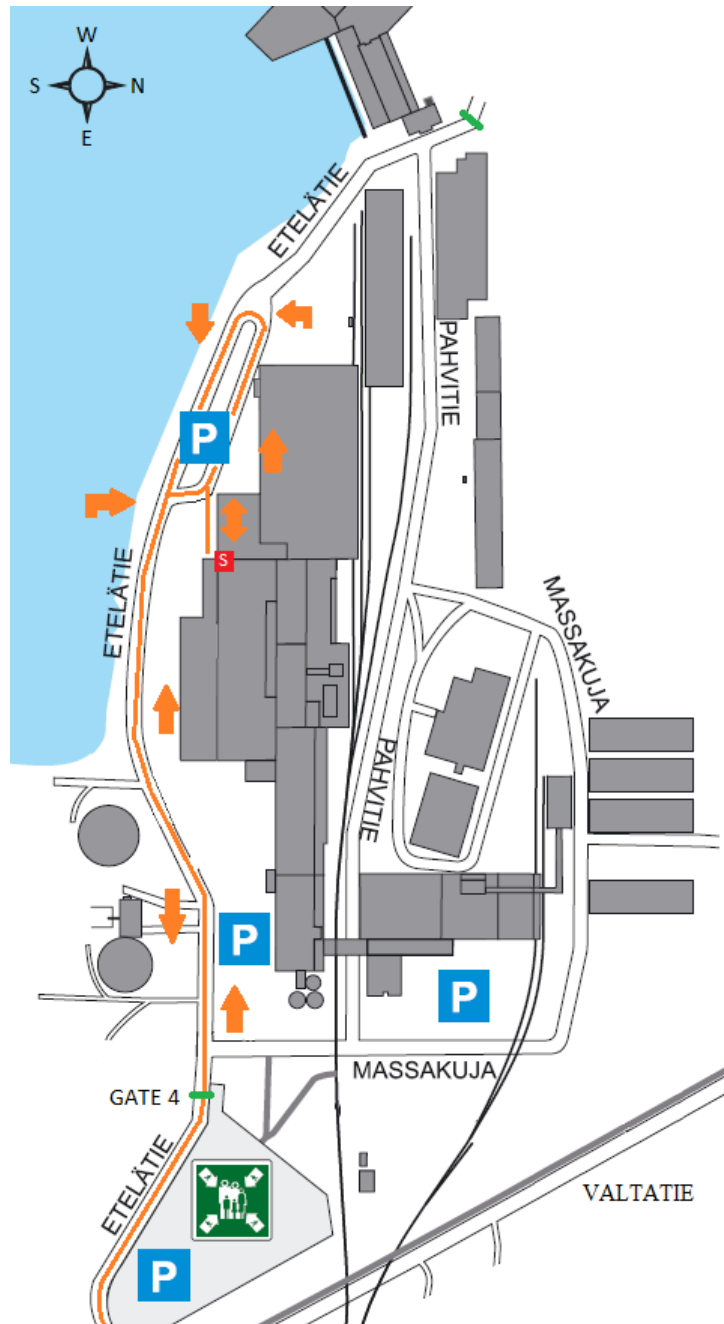 W
S N
E
ETELÄTIE
PAHVITIE
P
S
ETELÄTIE
MASSAKUJA
PAHVITIE
P
P
MASSAKUJA
GATE 4
ETELÄTIE
VALTATIE
P